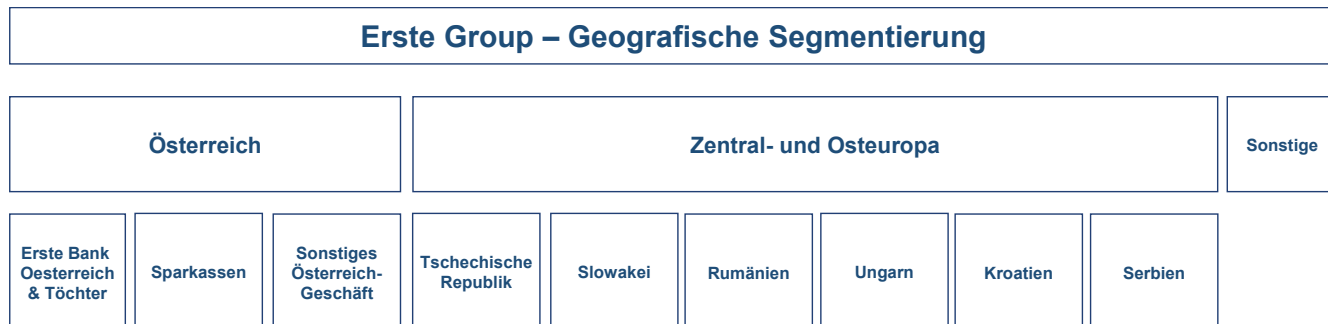 Erste Group – Geografische Segmentierung
Österreich
Zentral- und Osteuropa
Sonstige
Erste Bank
Oesterreich
& Töchter
Sparkassen
Sonstiges
Österreich-
Geschäft
Tschechische
Republik
Slowakei
Rumänien
Ungarn
Kroatien
Serbien